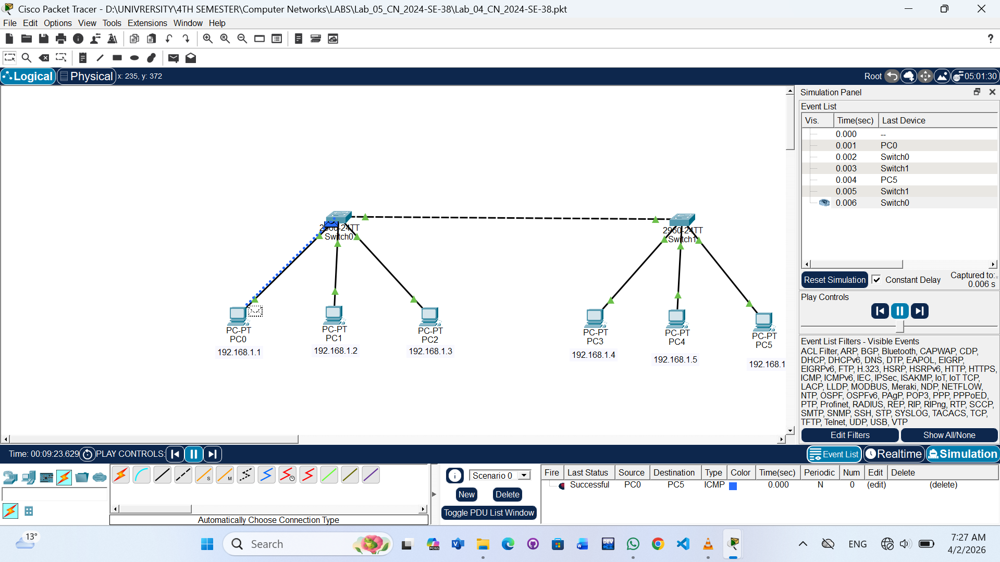 Cisco Packet Tracer - D:\UNIVRERSITY\4TH SEMESTER\Computer Networks\LABS\Lab_05_CN_2024-SE-38\Lab_04_CN_2024-SE-38.pkt
File Edit Options View Tools Extensions Window Help
?
Logical Physical x: 235, y: 372
Root 05:01:30
Simulation Panel
Event List
Vis. Time(sec) Last Device
0.000 --
0.001 PC0
0.002 Switch0
0.003 Switch1
0.004 PC5
0.005 Switch1
0.006 Switch0
2960-24TT
Switch0
2960-24TT
Switch1
PC-PT
PC0
192.168.1.1
PC-PT
PC1
192.168.1.2
PC-PT
PC2
192.168.1.3
PC-PT
PC3
192.168.1.4
PC-PT
PC4
192.168.1.5
PC-PT
PC5
192.168.1
Reset Simulation Constant Delay Captured to:
0.006 s
Play Controls
Event List Filters - Visible Events
ACL Filter, ARP, BGP, Bluetooth, CAPWAP, CDP,
DHCP, DHCPv6, DNS, DTP, EAPOL, EIGRP,
EIGRPv6, FTP, H.323, HSRP, HSRPv6, HTTP, HTTPS,
ICMP, ICMPv6, IEC, IPSec, ISAKMP, IoT, IoT TCP,
LACP, LLDP, MODBUS, Meraki, NDP, NETFLOW,
NTP, OSPF, OSPFv6, PAgP, POP3, PPP, PPPoED,
PTP, Profinet, RADIUS, REP, RIP, RIPng, RTP, SCCP,
SMTP, SNMP, SSH, STP, SYSLOG, TACACS, TCP,
TFTP, Telnet, UDP, USB, VTP
Edit Filters Show All/None
Time: 00:09:23.629 PLAY CONTROLS:
Event List Realtime Simulation
S M
Automatically Choose Connection Type
Scenario 0
New Delete
Toggle PDU List Window
Fire Last Status Source Destination Type Color Time(sec) Periodic Num Edit Delete
Successful PC0 PC5 ICMP 0.000 N 0 (edit) (delete)
13°
Search
M365
DEV
ENG
7:27 AM
4/2/2026